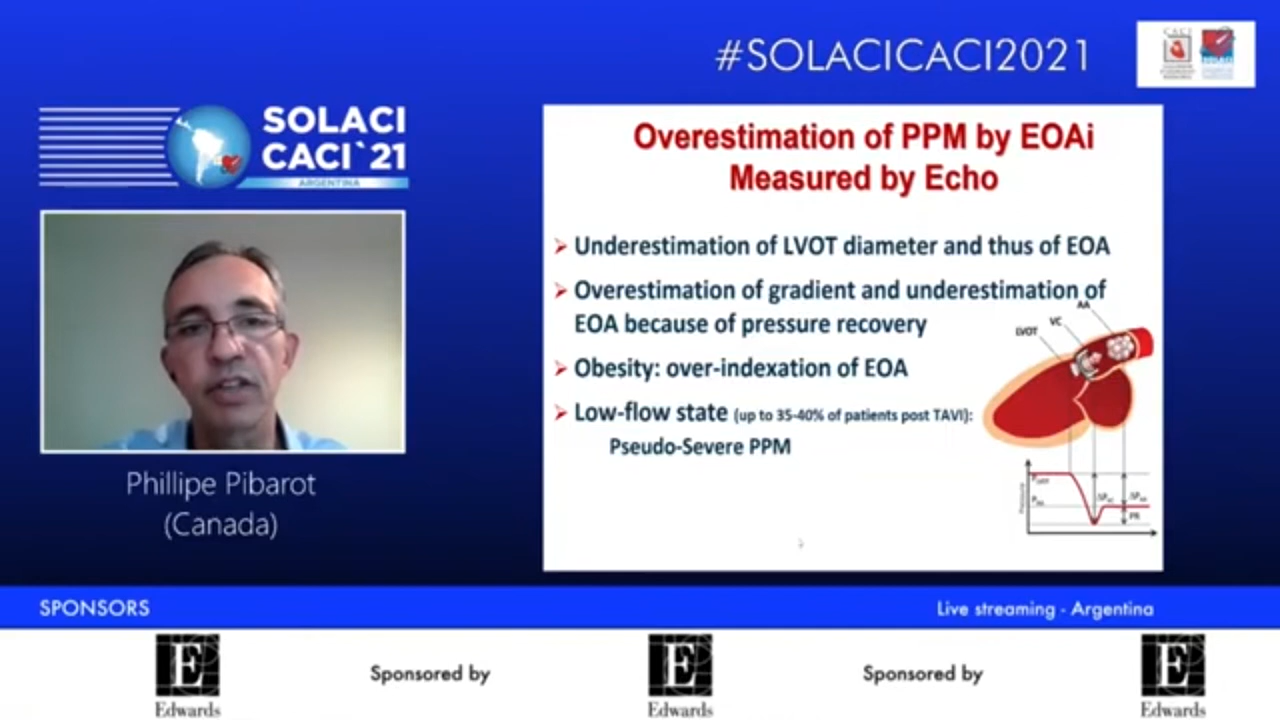 #SOLACICACI2021
CACI
SOLACI
SOLACI
CACI`21
ARGENTINA
Phillipe Pibarot
(Canada)
Overestimation of PPM by EOAi
Measured by Echo
Underestimation of LVOT diameter and thus of EOA
Overestimation of gradient and underestimation of
EOA because of pressure recovery
Obesity: over-indexation of EOA
Low-flow state (up to 35-40% of patients post TAVI):
Pseudo-Severe PPM
LVOT
VC
AA
Pressure
PR
SPONSORS
Live streaming - Argentina
Edwards
Sponsored by
Edwards
Sponsored by
Edwards